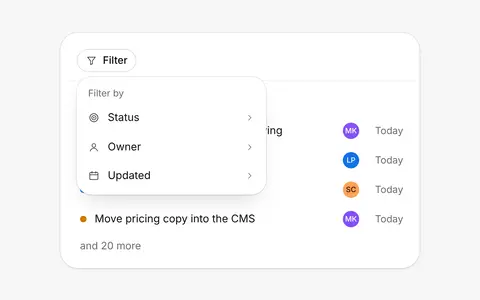 Filter
Filter by
Status
Owner
Updated
MK Today
LP Today
SC Today
Move pricing copy into the CMS MK Today
and 20 more